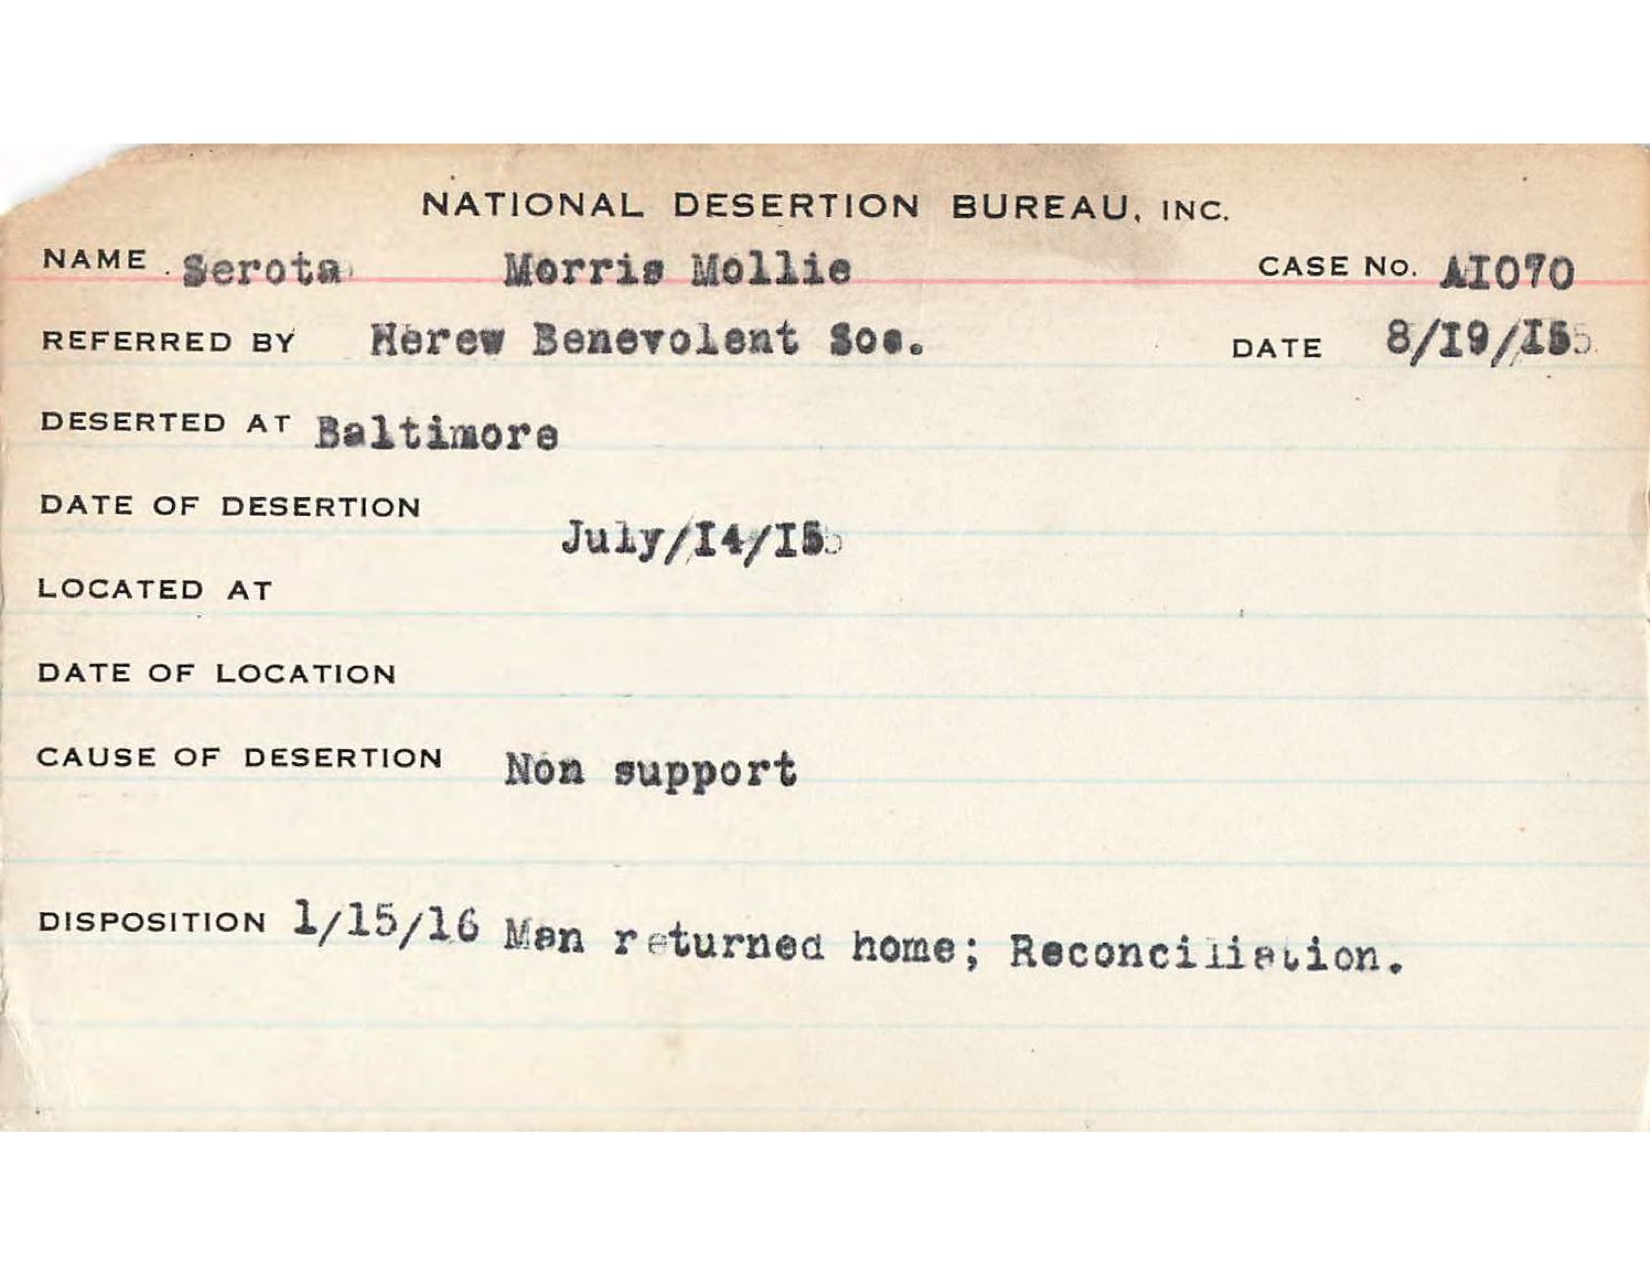 NATIONAL DESERTION BUREAU, INC.
NAME Serota Morris Mollie CASE No. AI070
REFERRED BY Herew Benevolent Soc. DATE 8/I9/I5
DESERTED AT Baltimore
DATE OF DESERTION
July/I4/I5
LOCATED AT
DATE OF LOCATION
CAUSE OF DESERTION Non support
DISPOSITION 1/15/16 Man returned home; Reconciliation.